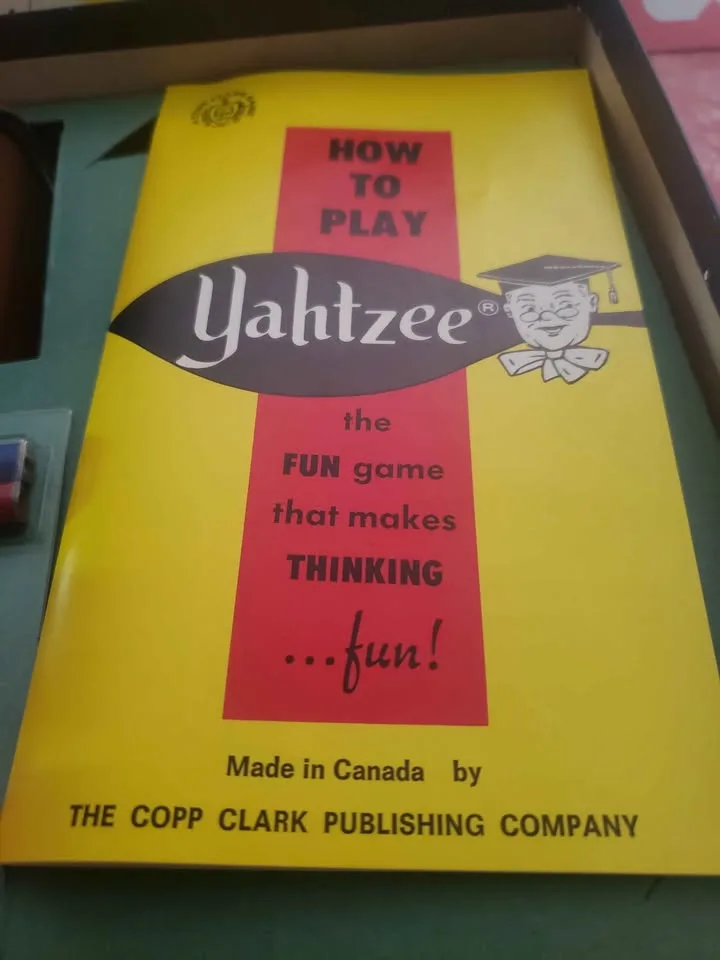 HOW
TO
PLAY
Yahtzee®
the
FUN game
that makes
THINKING
...fun!
Made in Canada by
THE COPP CLARK PUBLISHING COMPANY